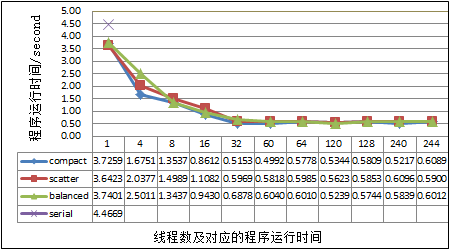 程序运行时间/second
5.00
4.50
4.00
3.50
3.00
2.50
2.00
1.50
1.00
0.50
0.00
1 4 8 16 32 60 64 120 128 240 244
compact 3.7259 1.6751 1.3537 0.8612 0.5153 0.4992 0.5778 0.5344 0.5809 0.5217 0.6089
scatter 3.6423 2.0377 1.4989 1.1082 0.5969 0.5818 0.5985 0.5623 0.5853 0.6096 0.5900
balanced 3.7401 2.5011 1.3437 0.9430 0.6878 0.6040 0.6010 0.5239 0.5744 0.5839 0.6012
serial 4.4669
线程数及对应的程序运行时间